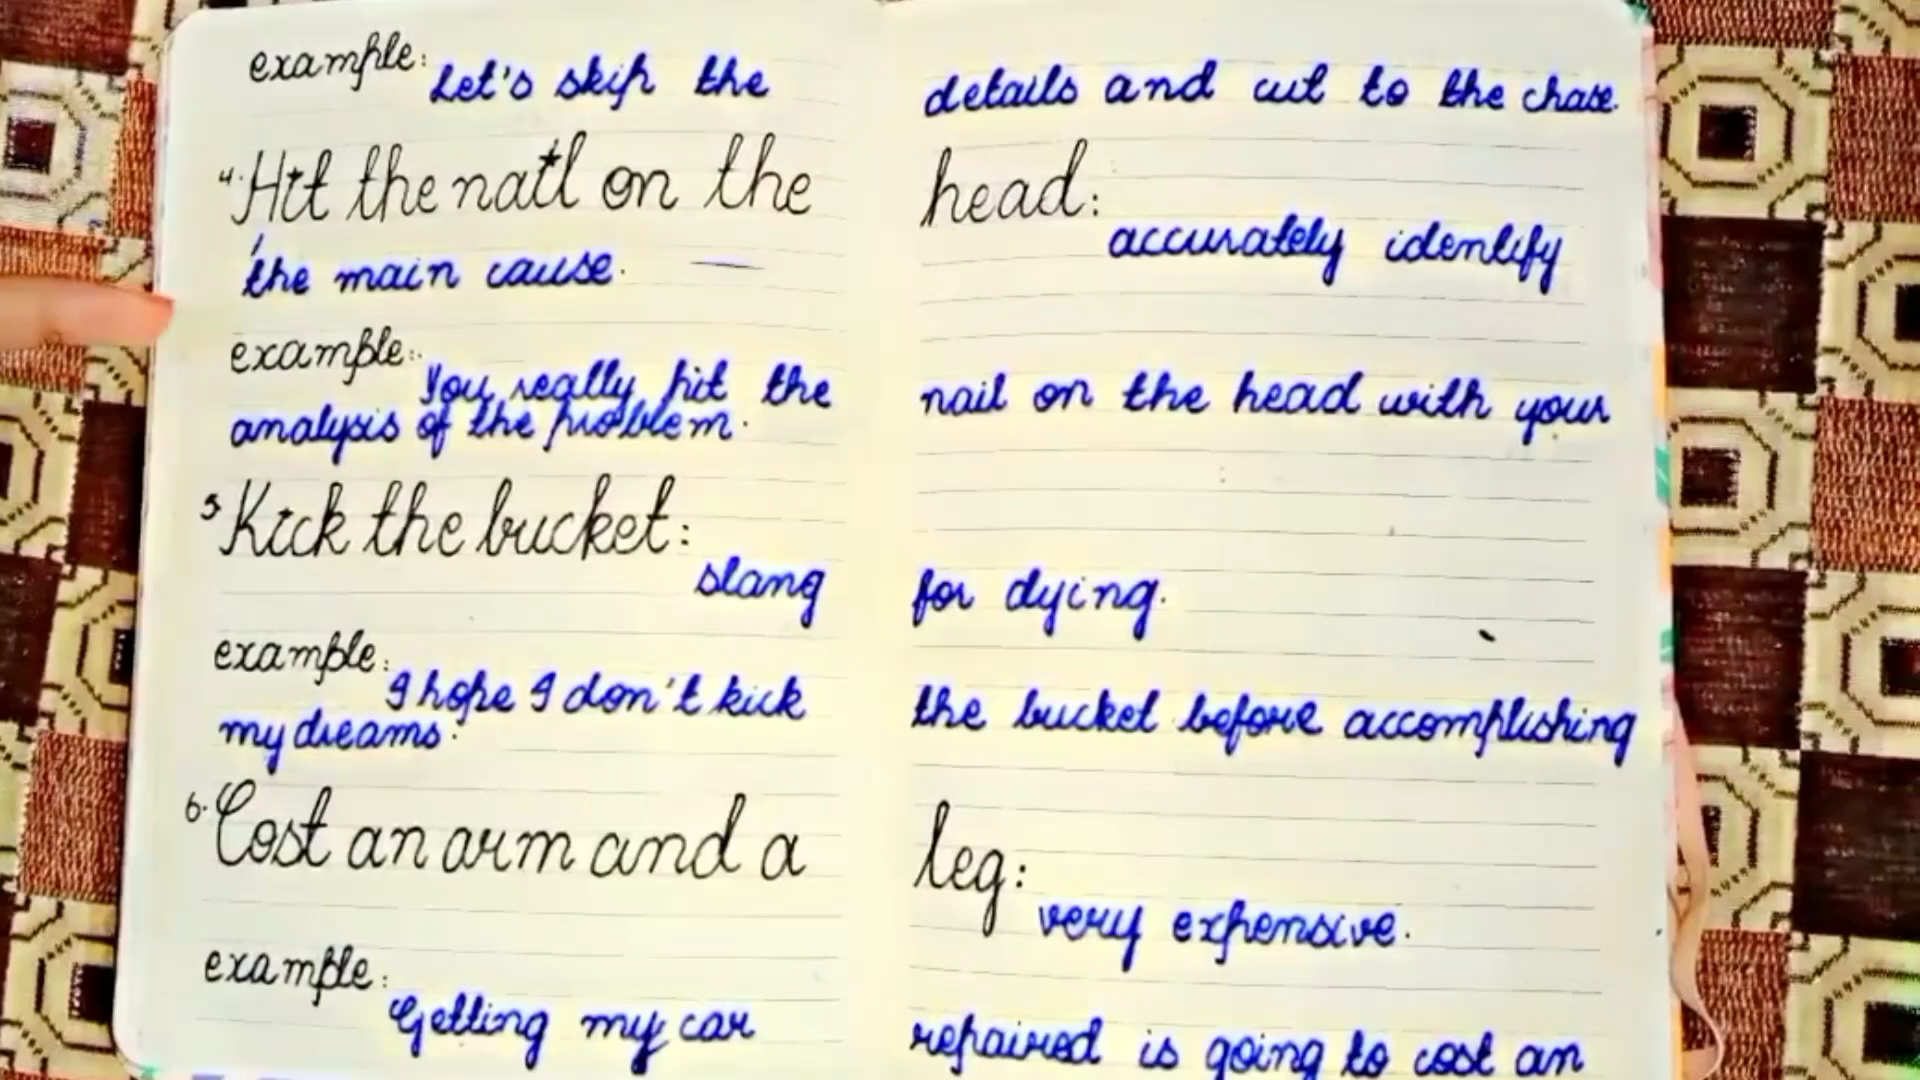 example: Let's skip the details and cut to the chase.
4. Hit the nail on the head: accurately identify
the main cause.
example: You really hit the nail on the head with your
analysis of the problem.
5. Kick the bucket: slang for dying.
example: I hope I don't kick the bucket before accomplishing
my dreams.
6. Cost an arm and a leg: very expensive.
example: Getting my car repaired is going to cost an